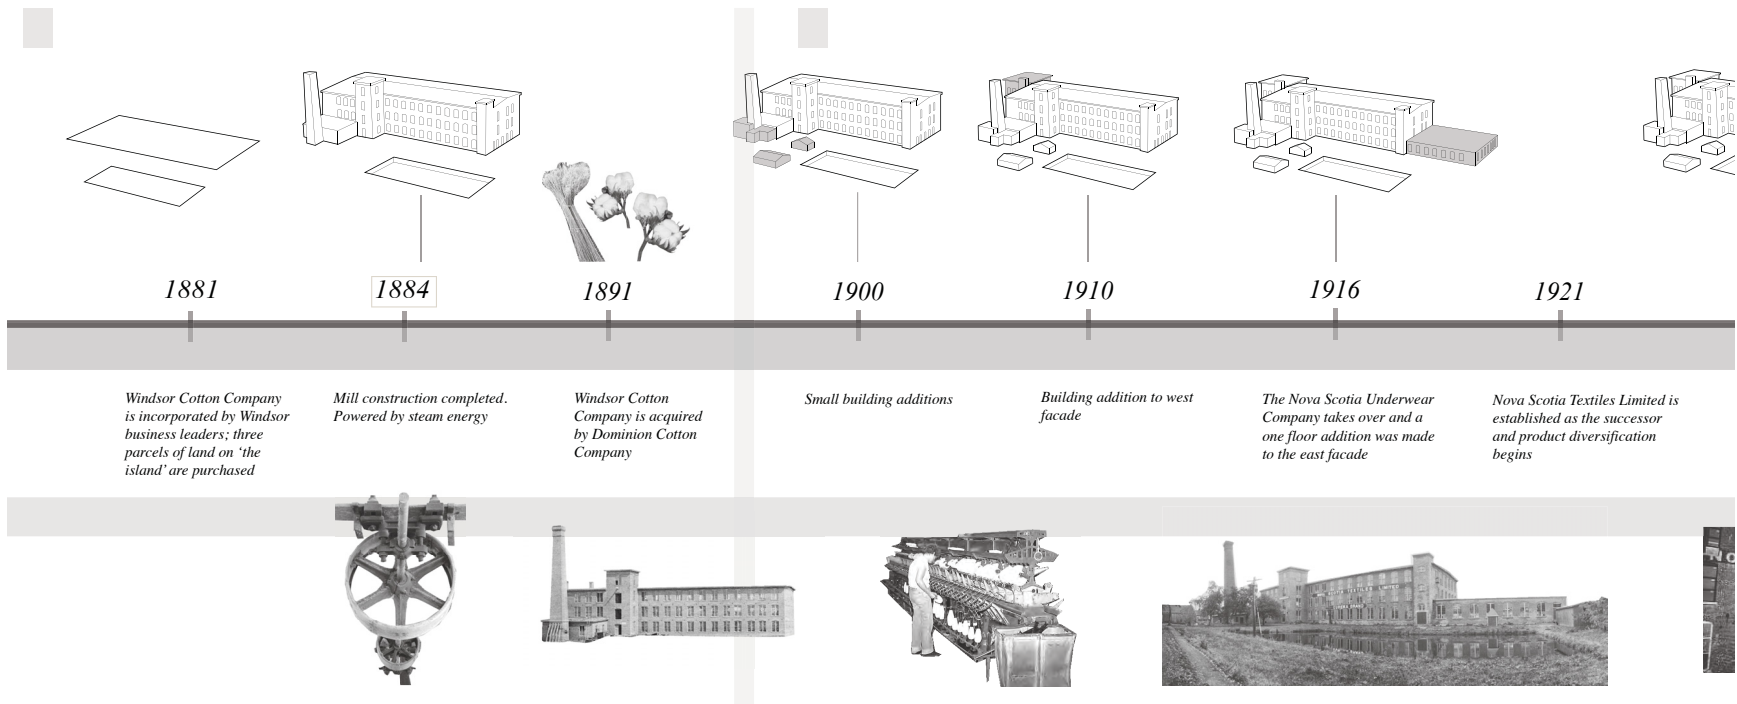 1881
1884
1891
1900
1910
1916
1921
Windsor Cotton Company
is incorporated by Windsor
business leaders; three
parcels of land on ‘the
island’ are purchased
Mill construction completed.
Powered by steam energy
Windsor Cotton
Company is acquired
by Dominion Cotton
Company
Small building additions
Building addition to west
facade
The Nova Scotia Underwear
Company takes over and a
one floor addition was made
to the east facade
Nova Scotia Textiles Limited is
established as the successor
and product diversification
begins
NO